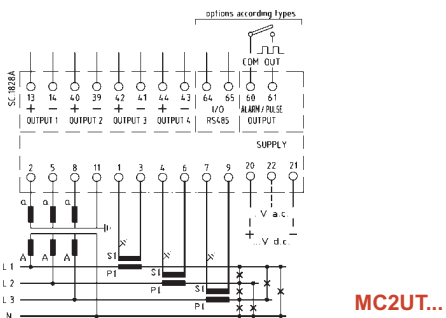 options according types
COM OUT
SC.1828A
13 14 40 39 42 41 44 43 64 65 60 61
+ − + − + − + − I/O ALARM/PULSE
OUTPUT 1 OUTPUT 2 OUTPUT 3 OUTPUT 4 RS485 OUTPUT
SUPPLY
2 5 8 11 1 3 4 6 7 9 20 22 21
a a a
...V a.c.
+ −
...V d.c.
A A A
S1
L 1
P1 S1
L 2
P1 S1
L 3
P1
N
MC2UT...